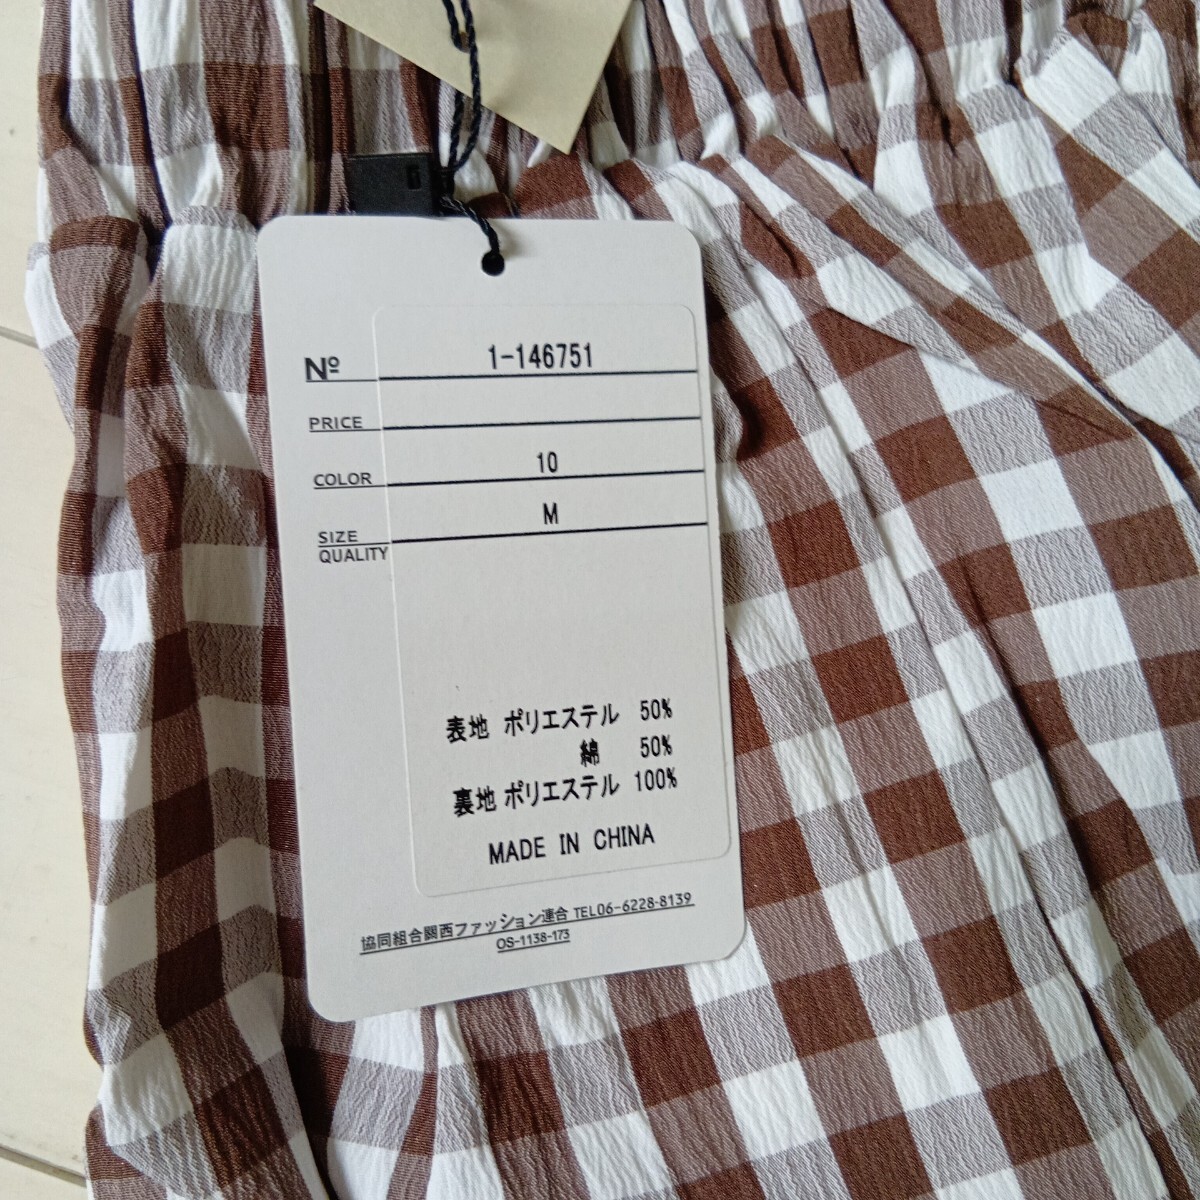 Nº 1-146751
PRICE
COLOR 10
SIZE M
QUALITY
表地 ポリエステル 50%
綿 50%
裏地 ポリエステル 100%
MADE IN CHINA
協同組合関西ファッション連合 TEL06-6228-8139
OS-1138-173